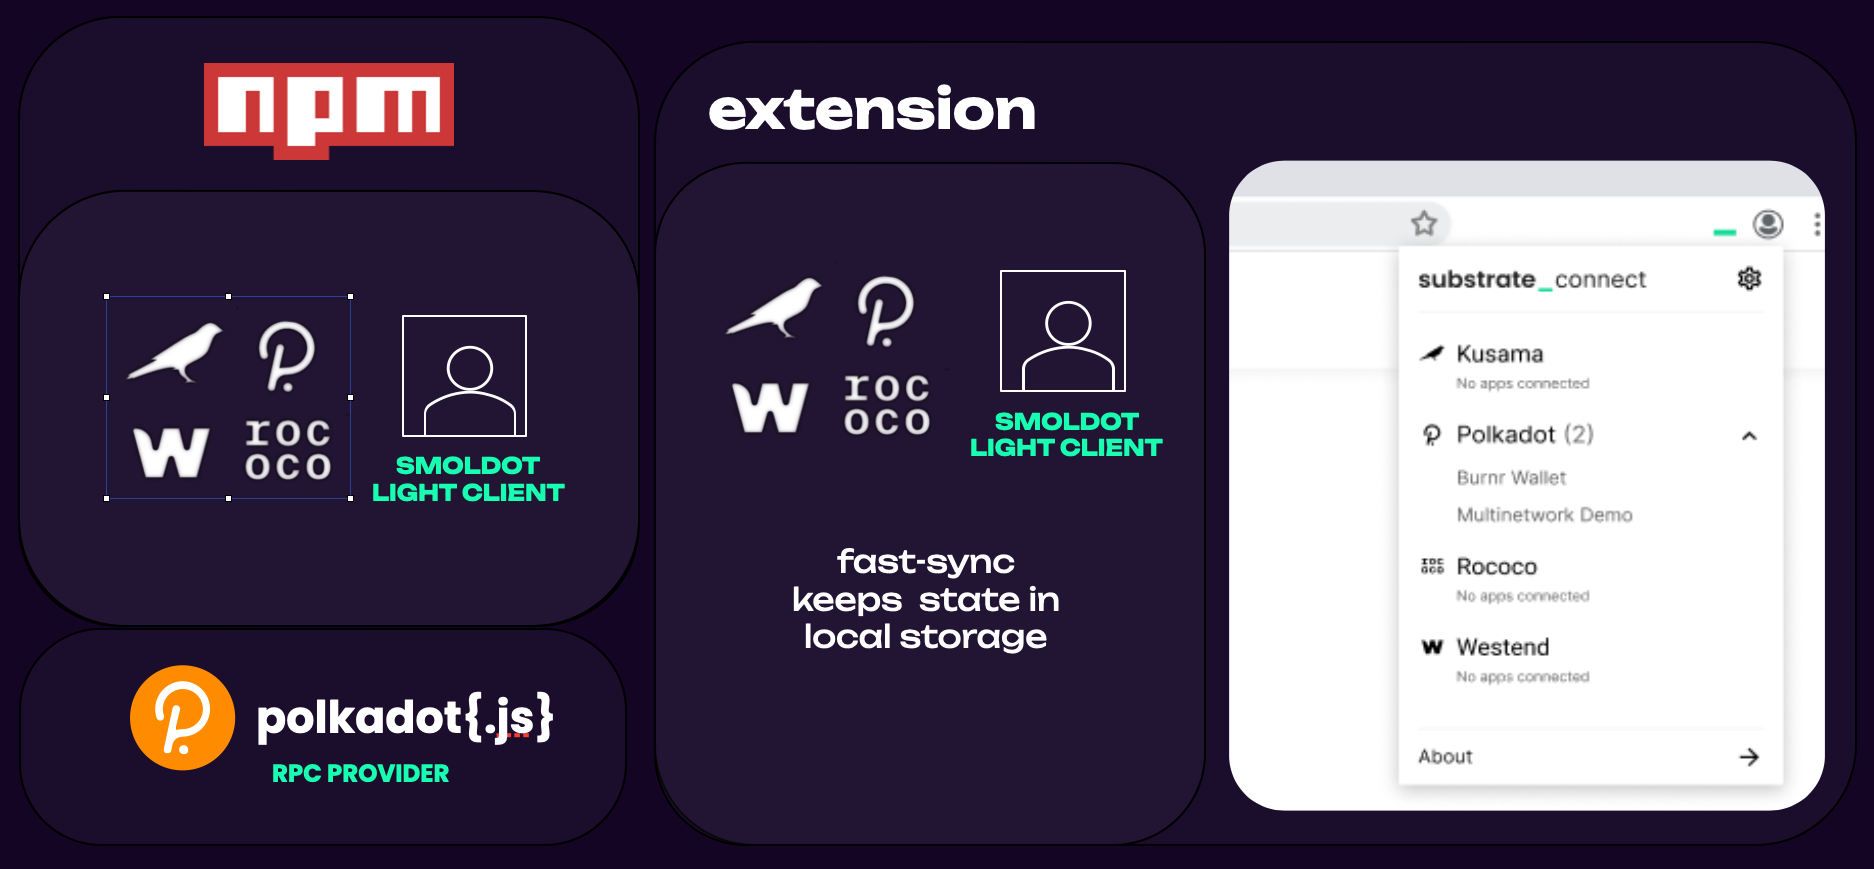 npm
roc
oco
SMOLDOT
LIGHT CLIENT
polkadot{.js}
RPC PROVIDER
extension
roc
oco
SMOLDOT
LIGHT CLIENT
fast-sync
keeps  state in
local storage
substrate_connect
Kusama
No apps connected
Polkadot (2)
Burnr Wallet
Multinetwork Demo
roc
oco
Rococo
No apps connected
Westend
No apps connected
About